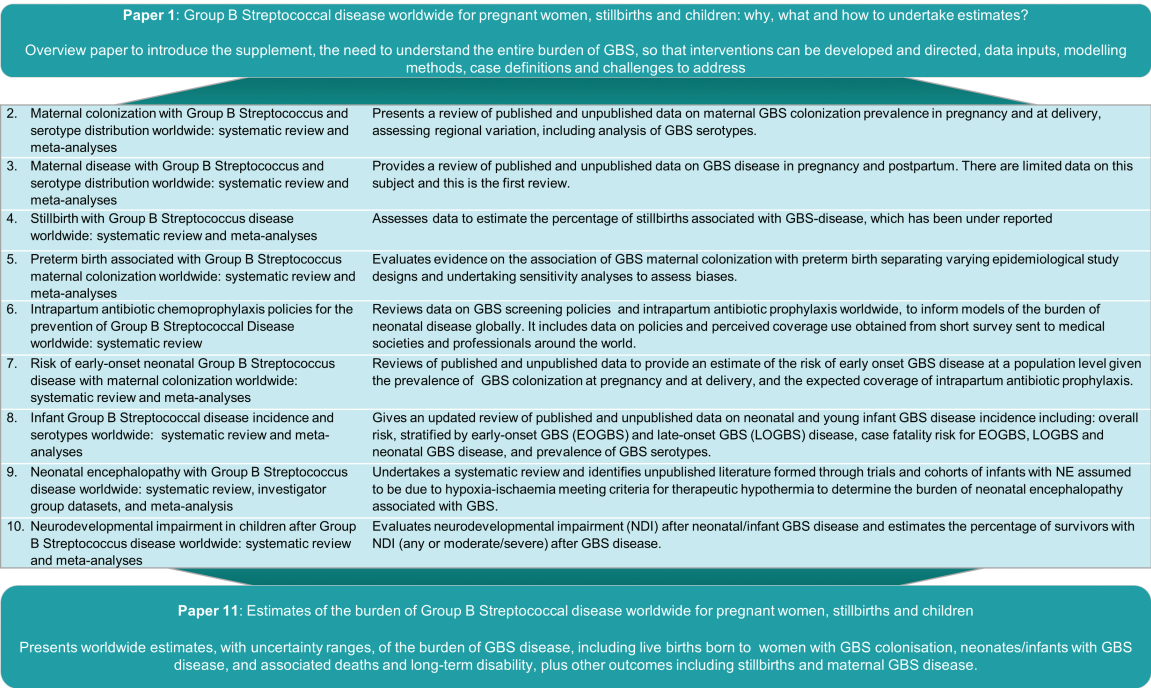 Paper 1: Group B Streptococcal disease worldwide for pregnant women, stillbirths and children: why, what and how to undertake estimates?
Overview paper to introduce the supplement, the need to understand the entire burden of GBS, so that interventions can be developed and directed, data inputs, modelling
methods, case definitions and challenges to address
2. Maternal colonization with Group B Streptococcus and
serotype distribution worldwide: systematic review and
meta-analyses
Presents a review of published and unpublished data on maternal GBS colonization prevalence in pregnancy and at delivery,
assessing regional variation, including analysis of GBS serotypes.
3. Maternal disease with Group B Streptococcus and
serotype distribution worldwide: systematic review and
meta-analyses
Provides a review of published and unpublished data on GBS disease in pregnancy and postpartum. There are limited data on this
subject and this is the first review.
4. Stillbirth with Group B Streptococcus disease
worldwide: systematic review and meta-analyses
Assesses data to estimate the percentage of stillbirths associated with GBS-disease, which has been under reported
5. Preterm birth associated with Group B Streptococcus
maternal colonization worldwide: systematic review and
meta-analyses
Evaluates evidence on the association of GBS maternal colonization with preterm birth separating varying epidemiological study
designs and undertaking sensitivity analyses to assess biases.
6. Intrapartum antibiotic chemoprophylaxis policies for the
prevention of Group B Streptococcal Disease
worldwide: systematic review
Reviews data on GBS screening policies and intrapartum antibiotic prophylaxis worldwide, to inform models of the burden of
neonatal disease globally. It includes data on policies and perceived coverage use obtained from short survey sent to medical
societies and professionals around the world.
7. Risk of early-onset neonatal Group B Streptococcus
disease with maternal colonization worldwide:
systematic review and meta-analyses
Reviews of published and unpublished data to provide an estimate of the risk of early onset GBS disease at a population level given
the prevalence of GBS colonization at pregnancy and at delivery, and the expected coverage of intrapartum antibiotic prophylaxis.
8. Infant Group B Streptococcal disease incidence and
serotypes worldwide: systematic review and meta-
analyses
Gives an updated review of published and unpublished data on neonatal and young infant GBS disease incidence including: overall
risk, stratified by early-onset GBS (EOGBS) and late-onset GBS (LOGBS) disease, case fatality risk for EOGBS, LOGBS and
neonatal GBS disease, and prevalence of GBS serotypes.
9. Neonatal encephalopathy with Group B Streptococcus
disease worldwide: systematic review, investigator
group datasets, and meta-analysis
Undertakes a systematic review and identifies unpublished literature formed through trials and cohorts of infants with NE assumed
to be due to hypoxia-ischaemia meeting criteria for therapeutic hypothermia to determine the burden of neonatal encephalopathy
associated with GBS.
10. Neurodevelopmental impairment in children after Group
B Streptococcus disease worldwide: systematic review
and meta-analyses
Evaluates neurodevelopmental impairment (NDI) after neonatal/infant GBS disease and estimates the percentage of survivors with
NDI (any or moderate/severe) after GBS disease.
Paper 11: Estimates of the burden of Group B Streptococcal disease worldwide for pregnant women, stillbirths and children
Presents worldwide estimates, with uncertainty ranges, of the burden of GBS disease, including live births born to women with GBS colonisation, neonates/infants with GBS
disease, and associated deaths and long-term disability, plus other outcomes including stillbirths and maternal GBS disease.